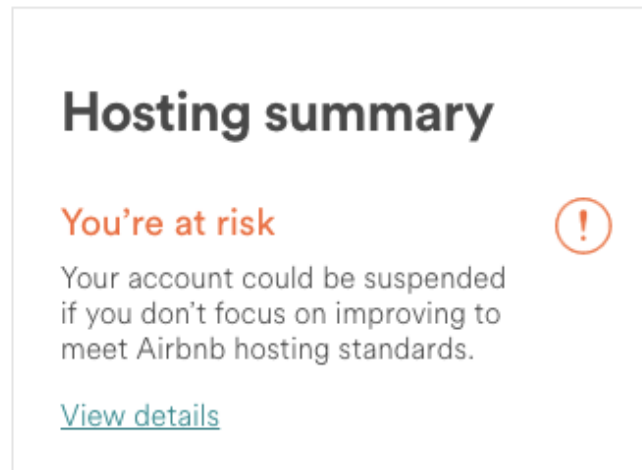 Hosting summary
You’re at risk
!
Your account could be suspended
if you don’t focus on improving to
meet Airbnb hosting standards.
View details